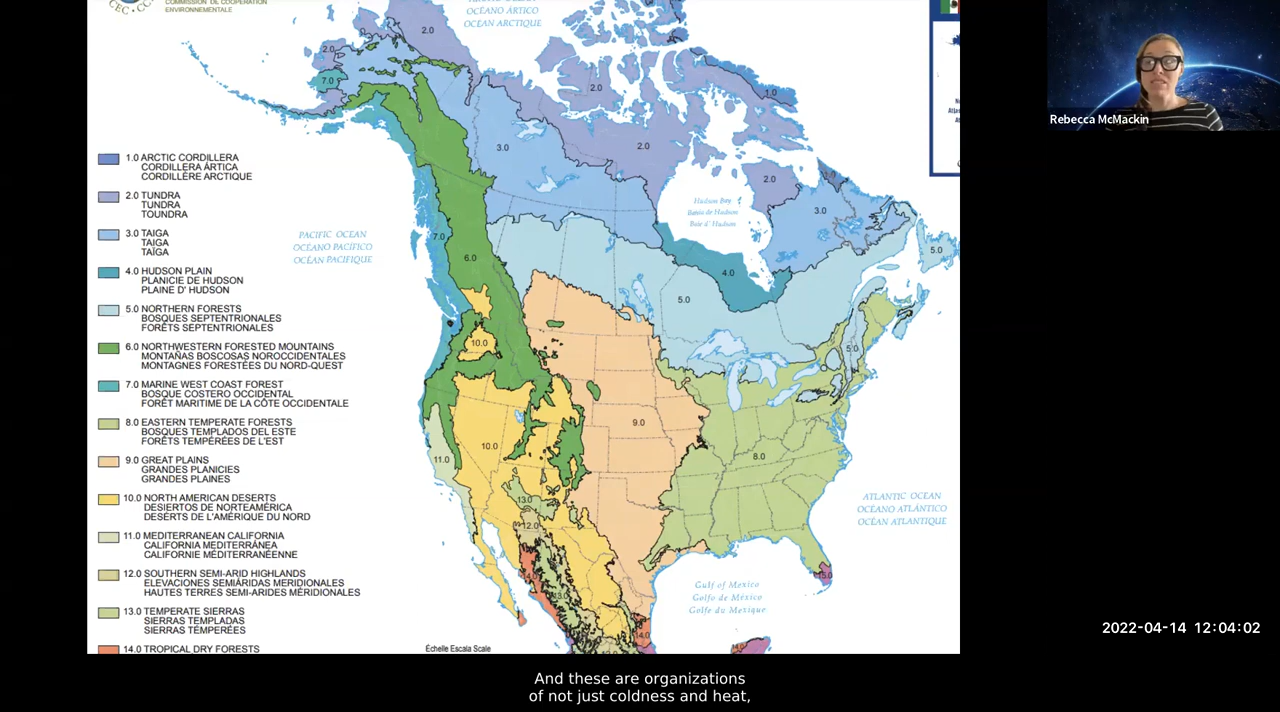 COMMISSION DE COOPÉRATION
ENVIRONNEMENTALE
OCÉANO ÁRTICO
OCÉAN ARCTIQUE
2.0
2.0
7.0
2.0
1.0
3.0
2.0
2.0
3.0
Hudson Bay
Bahía de Hudson
Baie d' Hudson
PACIFIC OCEAN
OCÉANO PACÍFICO
OCÉAN PACIFIQUE
7.0
6.0
4.0
5.0
5.0
5.0
10.0
9.0
10.0
11.0
8.0
13.0
12.0
14.0
15.0
ATLANTIC OCEAN
OCÉANO ATLÁNTICO
OCÉAN ATLANTIQUE
Gulf of Mexico
Golfo de México
Golfe du Mexique
1.0 ARCTIC CORDILLERA
CORDILLERA ÁRTICA
CORDILLÈRE ARCTIQUE
2.0 TUNDRA
TUNDRA
TOUNDRA
3.0 TAIGA
TAIGA
TAÏGA
4.0 HUDSON PLAIN
PLANICIE DE HUDSON
PLAINE D' HUDSON
5.0 NORTHERN FORESTS
BOSQUES SEPTENTRIONALES
FORÊTS SEPTENTRIONALES
6.0 NORTHWESTERN FORESTED MOUNTAINS
MONTAÑAS BOSCOSAS NOROCCIDENTALES
MONTAGNES FORESTÉES DU NORD-QUEST
7.0 MARINE WEST COAST FOREST
BOSQUE COSTERO OCCIDENTAL
FORÊT MARITIME DE LA CÔTE OCCIDENTALE
8.0 EASTERN TEMPERATE FORESTS
BOSQUES TEMPLADOS DEL ESTE
FORÊTS TEMPÉRÉES DE L'EST
9.0 GREAT PLAINS
GRANDES PLANICIES
GRANDES PLAINES
10.0 NORTH AMERICAN DESERTS
DESIERTOS DE NORTEAMÉRICA
DÉSERTS DE L'AMÉRIQUE DU NORD
11.0 MEDITERRANEAN CALIFORNIA
CALIFORNIA MEDITERRÁNEA
CALIFORNIE MÉDITERRANÉENNE
12.0 SOUTHERN SEMI-ARID HIGHLANDS
ELEVACIONES SEMIÁRIDAS MERIDIONALES
HAUTES TERRES SEMI-ARIDES MÉRIDIONALES
13.0 TEMPERATE SIERRAS
SIERRAS TEMPLADAS
SIERRAS TEMPÉRÉES
14.0 TROPICAL DRY FORESTS
Échelle Escala Scale
Rebecca McMackin
2022-04-14 12:04:02
And these are organizations
of not just coldness and heat,